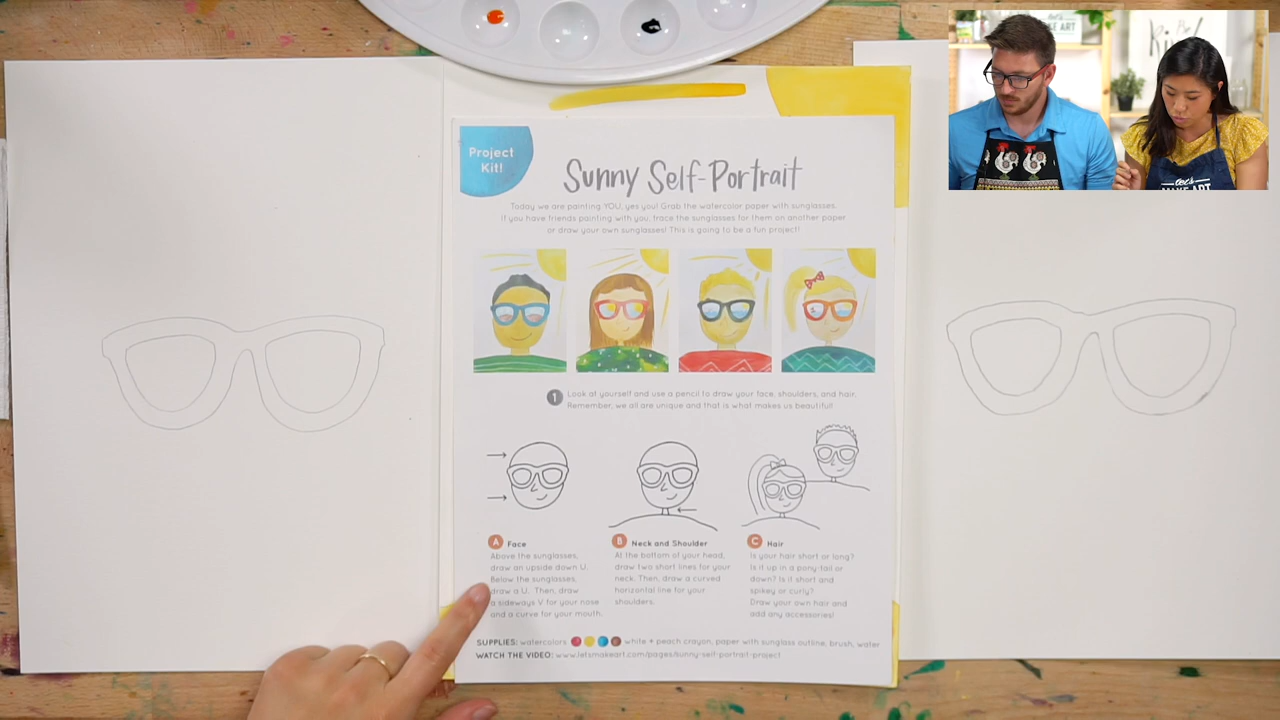 Project
Kit!
Sunny Self-Portrait
Today we are painting YOU, yes you! Grab the watercolor paper with sunglasses.
If you have friends painting with you, trace the sunglasses for them on another paper
or draw your own sunglasses! This is going to be a fun project!
1 Look at yourself and use a pencil to draw your face, shoulders, and hair.
Remember, we all are unique and that is what makes us beautiful!
A Face
Above the sunglasses,
draw an upside down U.
Below the sunglasses,
draw a U. Then, draw
a sideways V for your nose
and a curve for your mouth.
B Neck and Shoulder
At the bottom of your head,
draw two short lines for your
neck. Then, draw a curved
horizontal line for your
shoulders.
C Hair
Is your hair short or long?
Is it up in a pony tail or
down? Is it short and
spikey or curly?
Draw your own hair and
add any accessories!
SUPPLIES: watercolors white + peach crayon, paper with sunglass outline, brush, water
WATCH THE VIDEO: www.letsmakeart.com/pages/sunny-self-portrait-project
MAKE ART
let's
MAKE ART